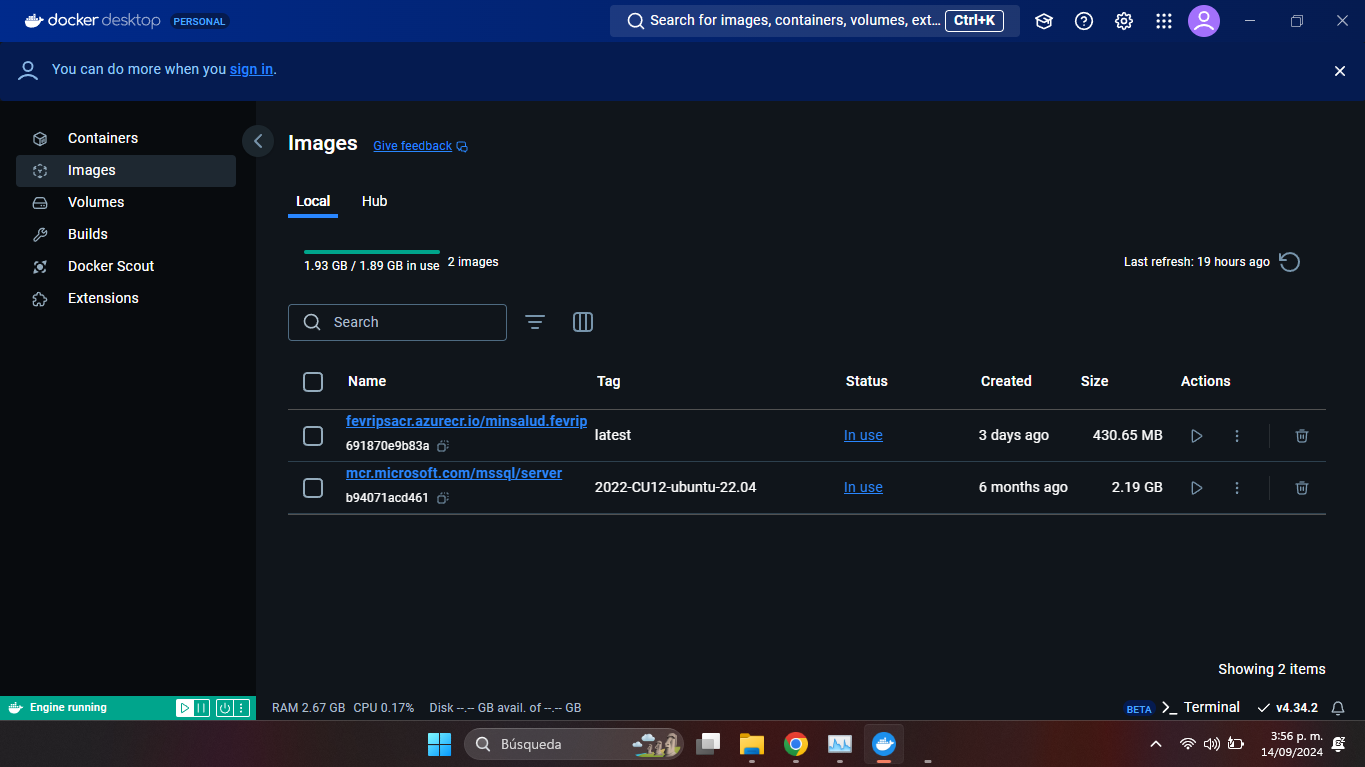 docker desktop PERSONAL Search for images, containers, volumes, ext... Ctrl+K
You can do more when you sign in.
Containers
Images
Volumes
Builds
Docker Scout
Extensions
Images Give feedback
Local Hub
1.93 GB / 1.89 GB in use 2 images Last refresh: 19 hours ago
Search
Name Tag Status Created Size Actions
fevripsacr.azurecr.io/minsalud.fevrip
691870e9b83a latest In use 3 days ago 430.65 MB
mcr.microsoft.com/mssql/server
b94071acd461 2022-CU12-ubuntu-22.04 In use 6 months ago 2.19 GB
Showing 2 items
Engine running RAM 2.67 GB CPU 0.17% Disk --.-- GB avail. of --.-- GB BETA >_ Terminal v4.34.2
Búsqueda
3:56 p. m.
14/09/2024